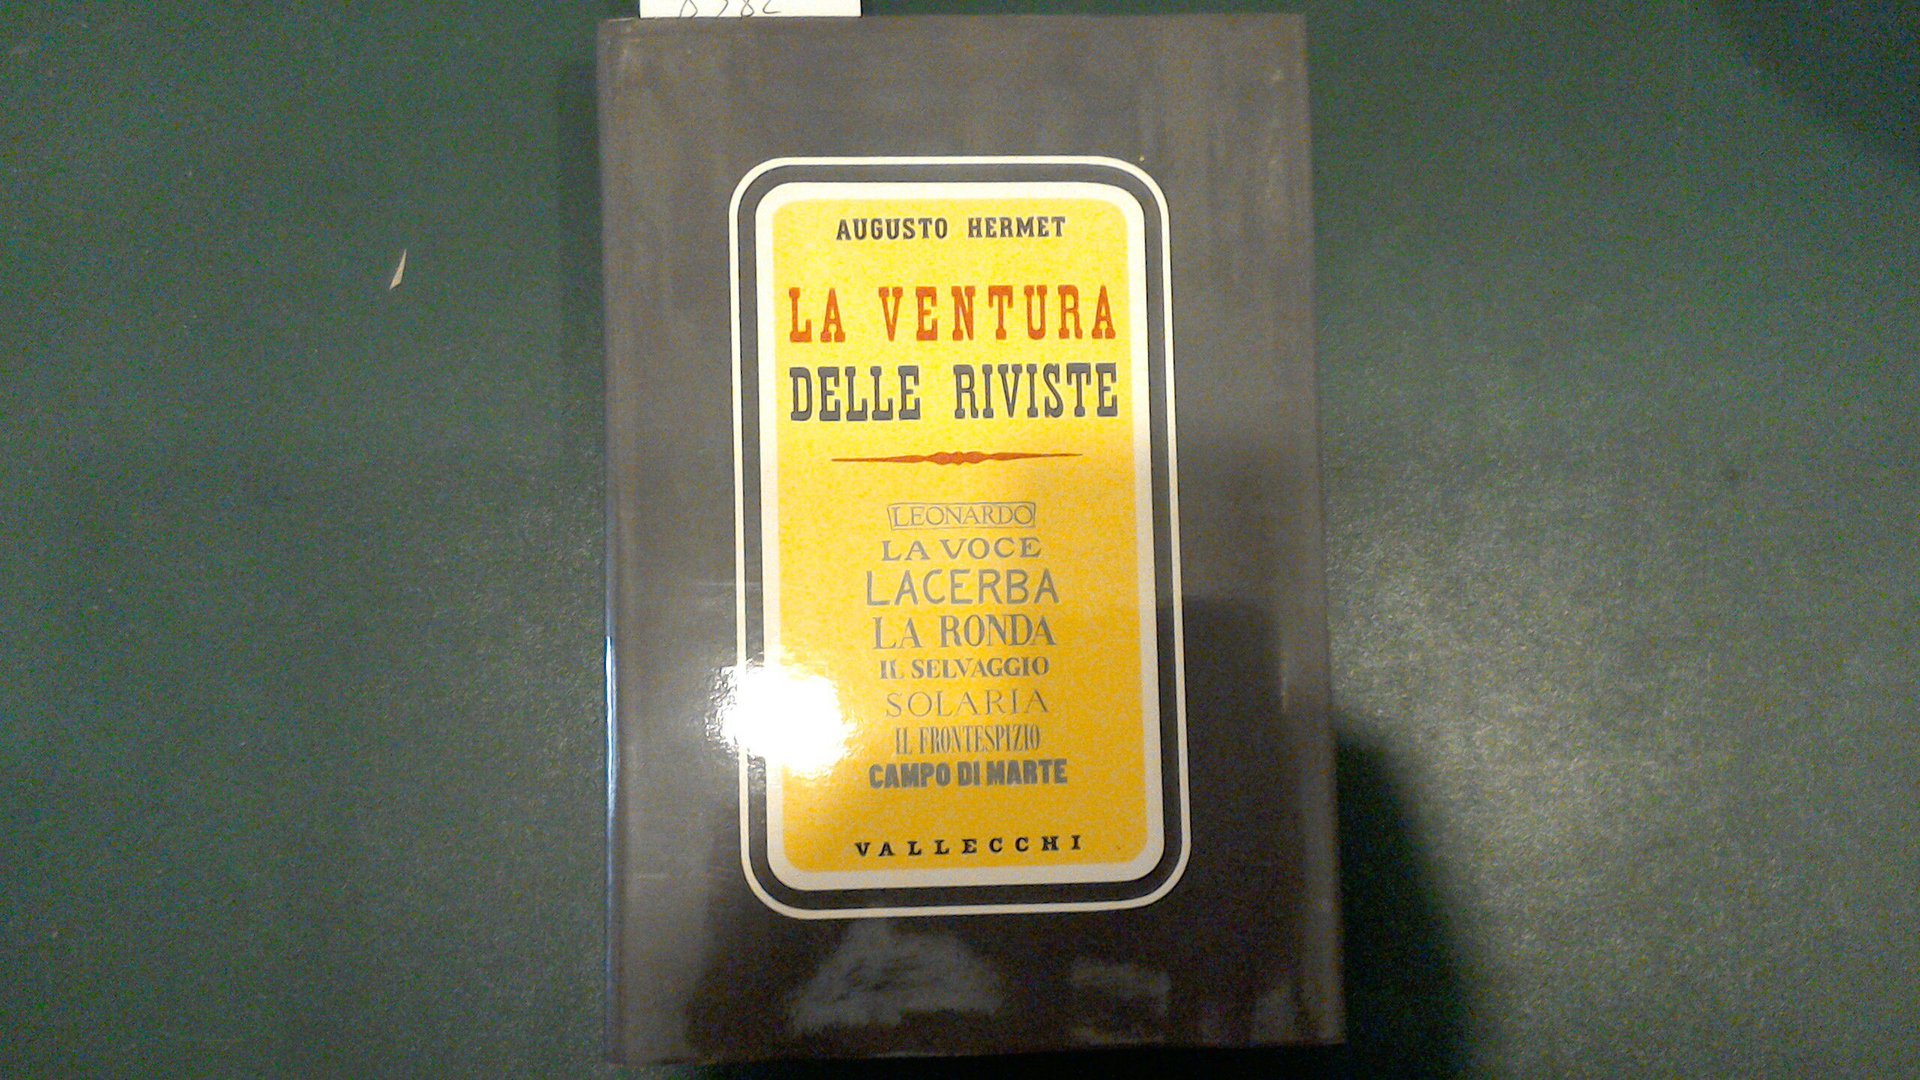 AUGUSTO HERMET
LA VENTURA
DELLE RIVISTE
LEONARDO
LA VOCE
LACERBA
LA RONDA
IL SELVAGGIO
SOLARIA
IL FRONTESPIZIO
CAMPO DI MARTE
VALLECCHI